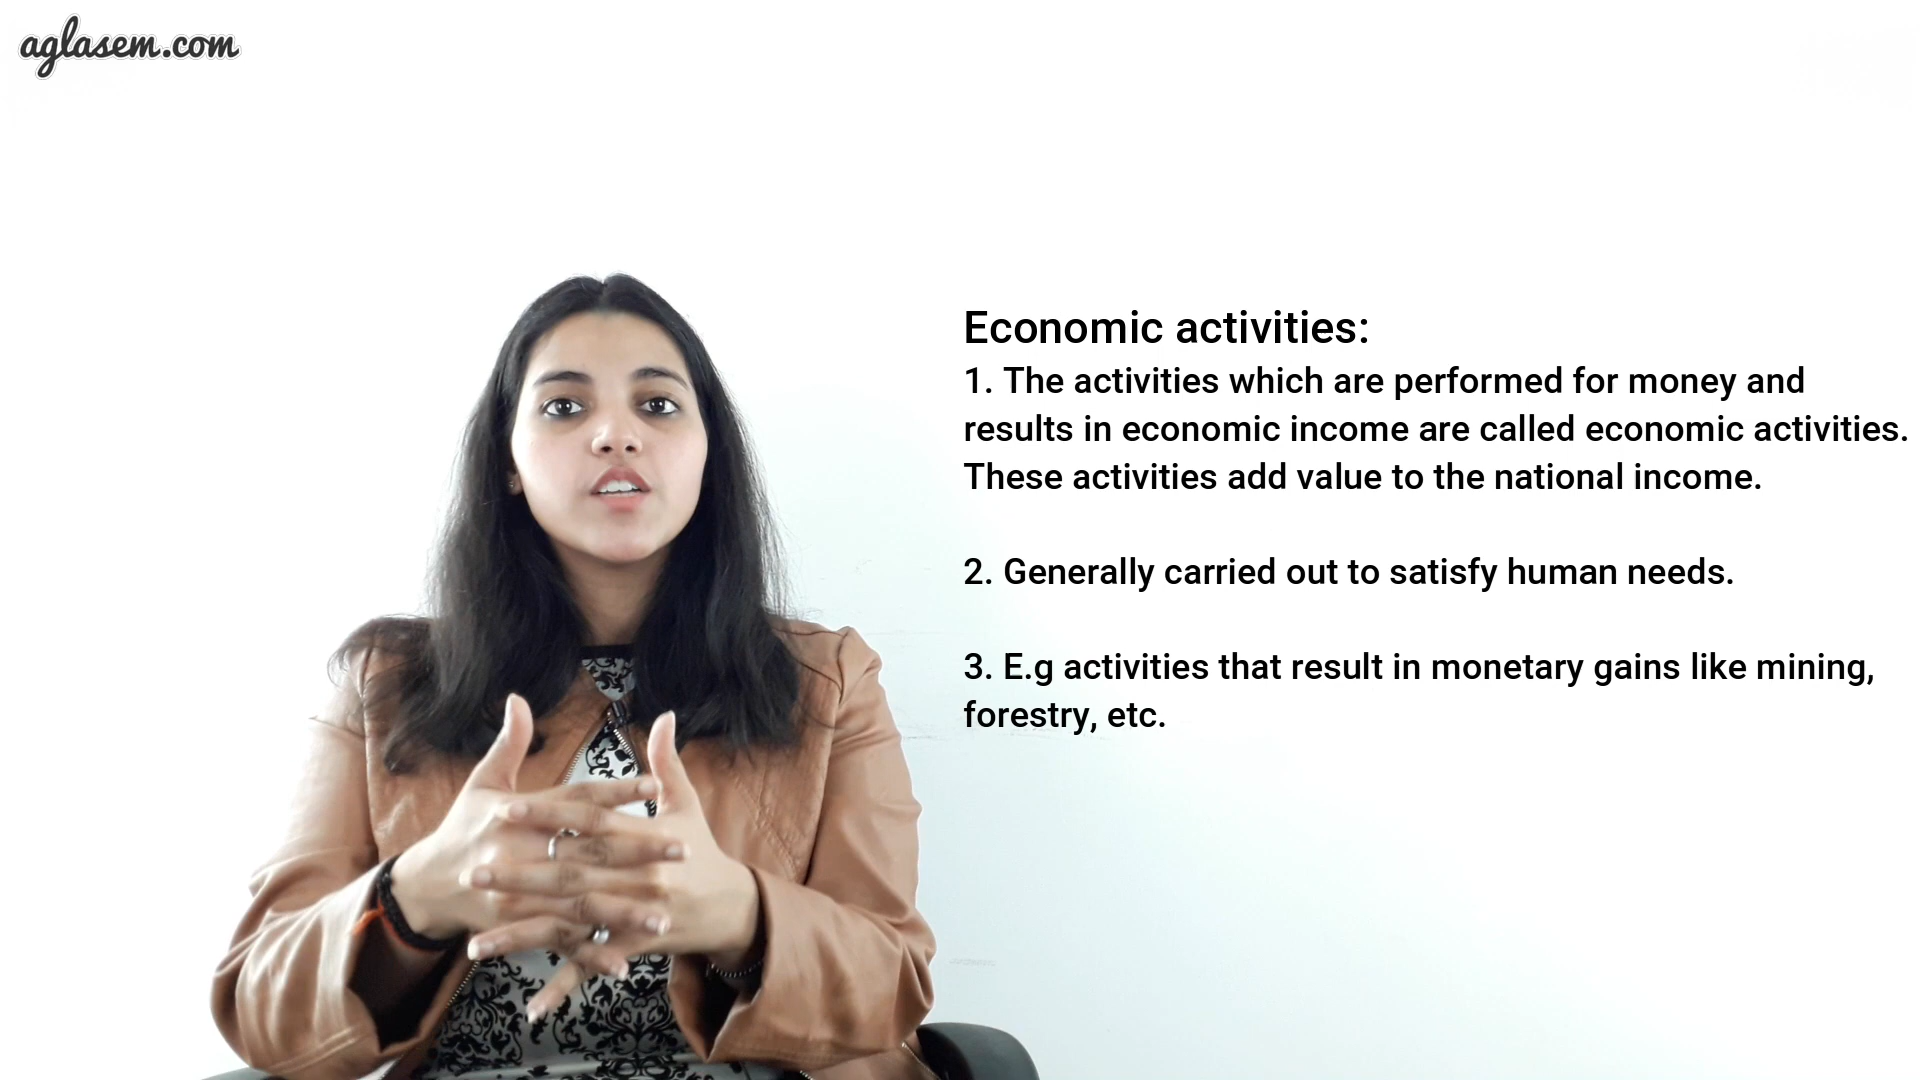 aglasem.com
Economic activities:
1. The activities which are performed for money and
results in economic income are called economic activities.
These activities add value to the national income.
2. Generally carried out to satisfy human needs.
3. E.g activities that result in monetary gains like mining,
forestry, etc.